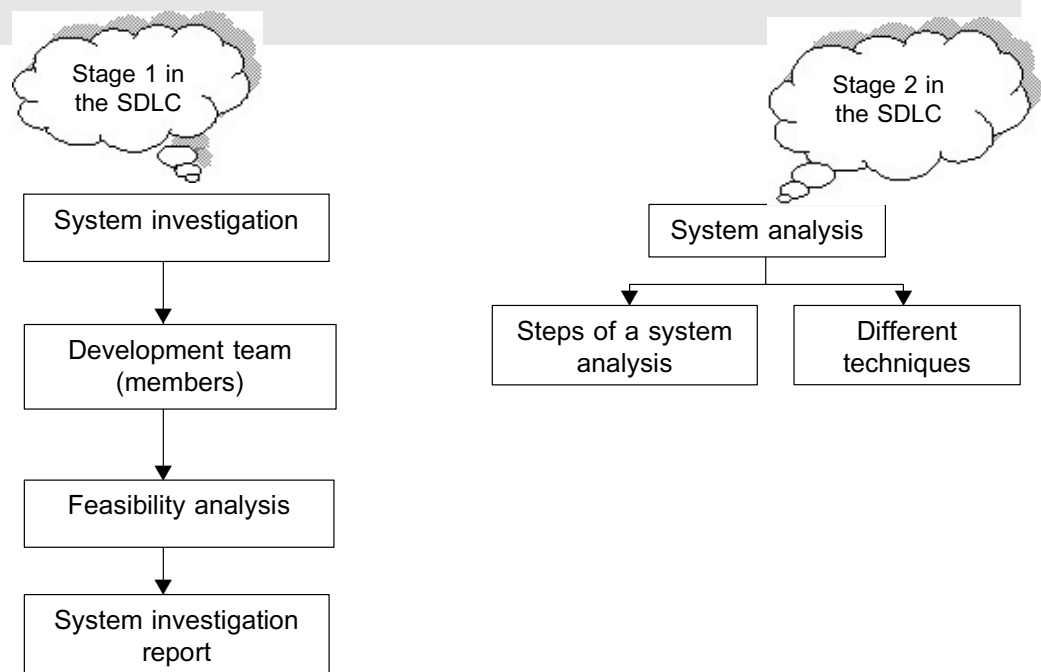 Stage 1 in
the SDLC
System investigation
Development team
(members)
Feasibility analysis
System investigation
report
Stage 2 in
the SDLC
System analysis
Steps of a system
analysis
Different
techniques